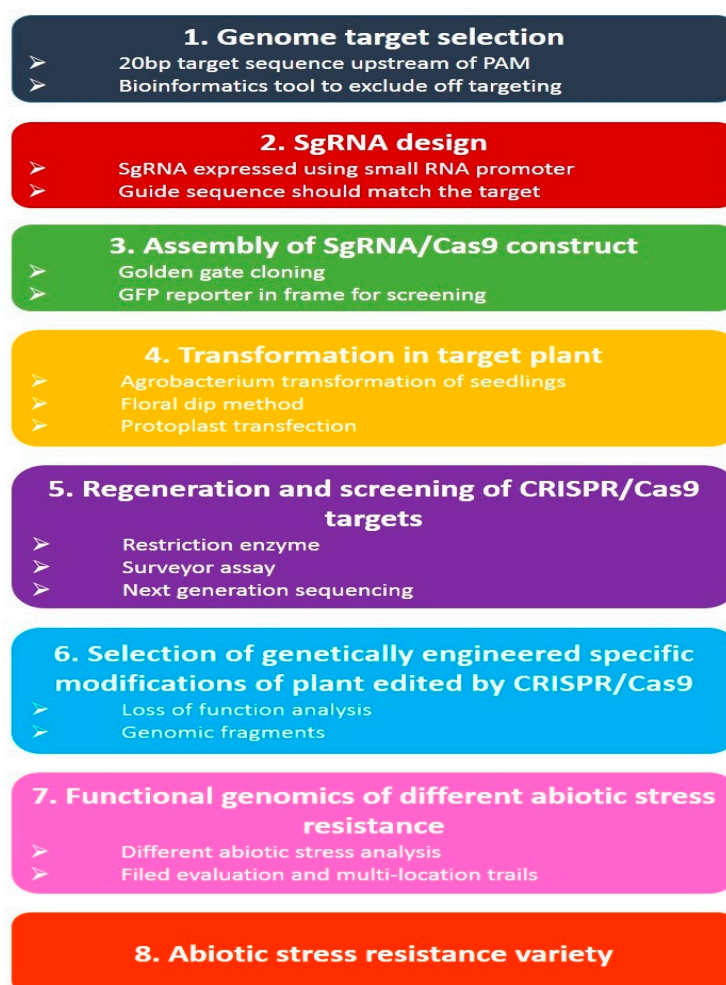 1. Genome target selection
➢ 20bp target sequence upstream of PAM
➢ Bioinformatics tool to exclude off targeting
2. SgRNA design
➢ SgRNA expressed using small RNA promoter
➢ Guide sequence should match the target
3. Assembly of SgRNA/Cas9 construct
➢ Golden gate cloning
➢ GFP reporter in frame for screening
4. Transformation in target plant
➢ Agrobacterium transformation of seedlings
➢ Floral dip method
➢ Protoplast transfection
5. Regeneration and screening of CRISPR/Cas9
targets
➢ Restriction enzyme
➢ Surveyor assay
➢ Next generation sequencing
6. Selection of genetically engineered specific
modifications of plant edited by CRISPR/Cas9
➢ Loss of function analysis
➢ Genomic fragments
7. Functional genomics of different abiotic stress
resistance
➢ Different abiotic stress analysis
➢ Filed evaluation and multi-location trails
8. Abiotic stress resistance variety